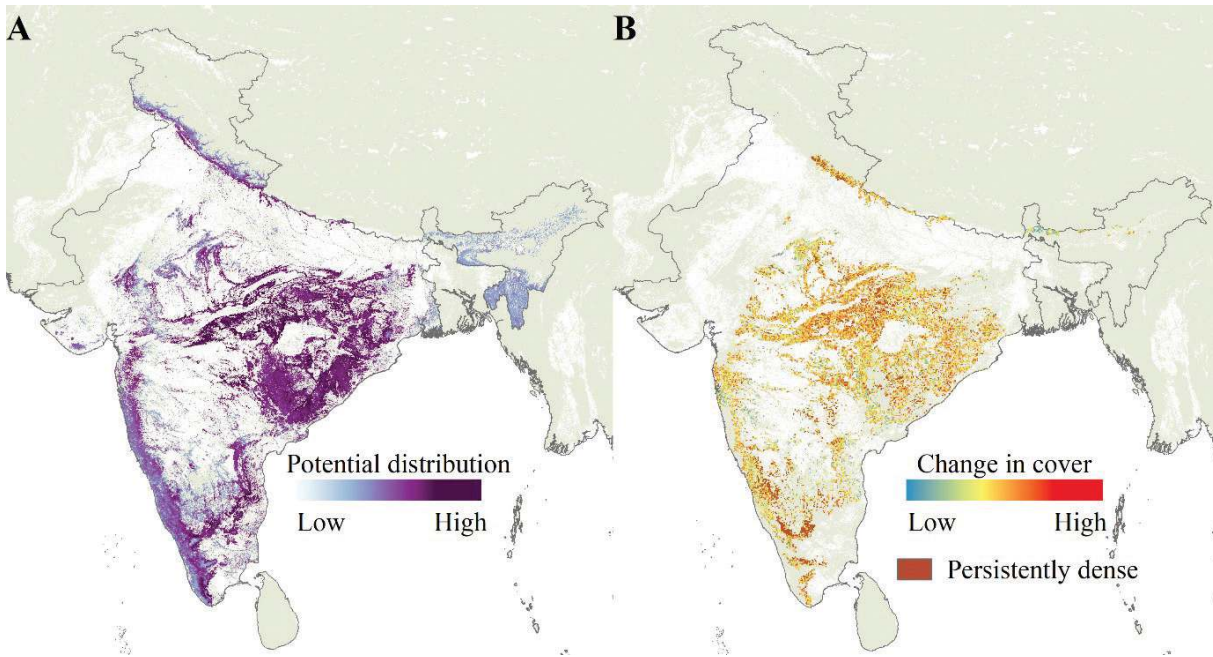 A
B
Potential distribution
Low High
Change in cover
Low High
Persistently dense